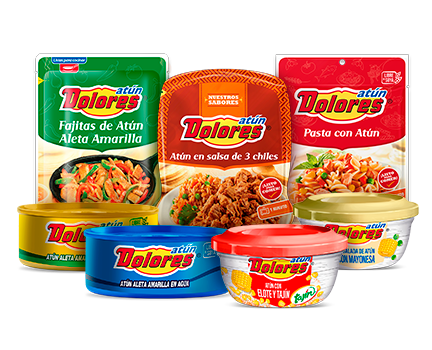 atún
Dolores
Fajitas de Atún
Aleta Amarilla
NUESTROS
SABORES
atún
Dolores
Atún en salsa de 3 chiles
atún
Dolores
Pasta con Atún
atún
Dolores
ATÚN ALETA
atún
Dolores
ATÚN ALETA AMARILLA EN AGUA
atún
Dolores
ATÚN CON
ELOTE Y TAJÍN
Tajín
atún
Dolores
ENSALADA DE ATÚN
CON MAYONESA